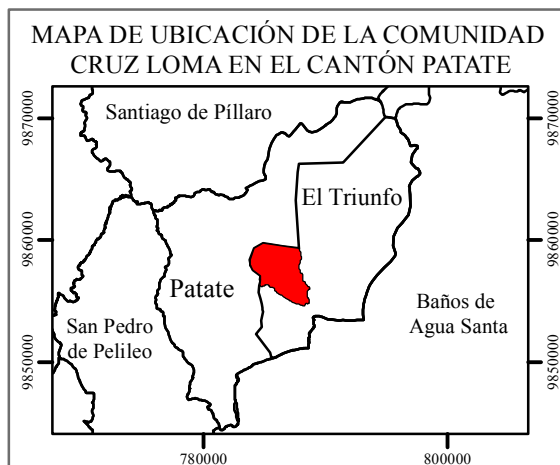 MAPA DE UBICACIÓN DE LA COMUNIDAD
CRUZ LOMA EN EL CANTÓN PATATE
9870000
9870000
Santiago de Píllaro
El Triunfo
9860000
9860000
Patate
Baños de
Agua Santa
San Pedro
de Pelileo
9850000
9850000
780000
800000